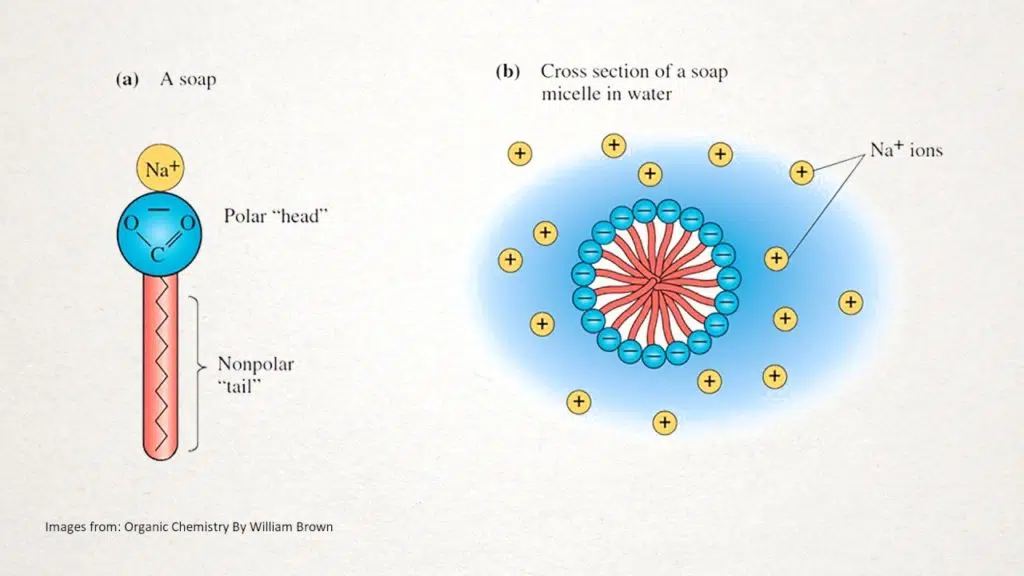 (a) A soap
Na+
−
O O
C
Polar “head”
Nonpolar
“tail”
(b) Cross section of a soap
micelle in water
Na+ ions
Images from: Organic Chemistry By William Brown